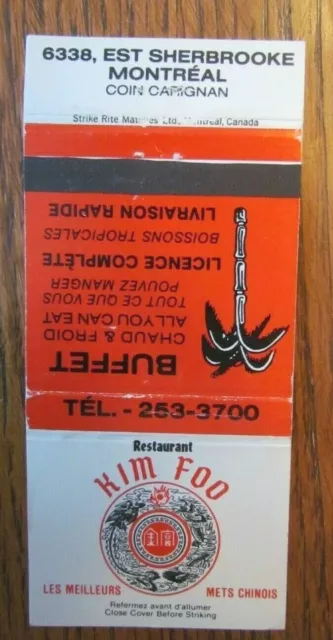 6338, EST SHERBROOKE
MONTRÉAL
COIN CARIGNAN
Strike Rite Matches Ltd., Montreal, Canada
BUFFET
CHAUD & FROID
ALL YOU CAN EAT
TOUT CE QUE VOUS
POUVEZ MANGER
LICENCE COMPLÈTE
BOISSONS TROPICALES
LIVRAISON RAPIDE
TÉL. - 253-3700
Restaurant
KIM FOO
LES MEILLEURS METS CHINOIS
Refermez avant d'allumer
Close Cover Before Striking